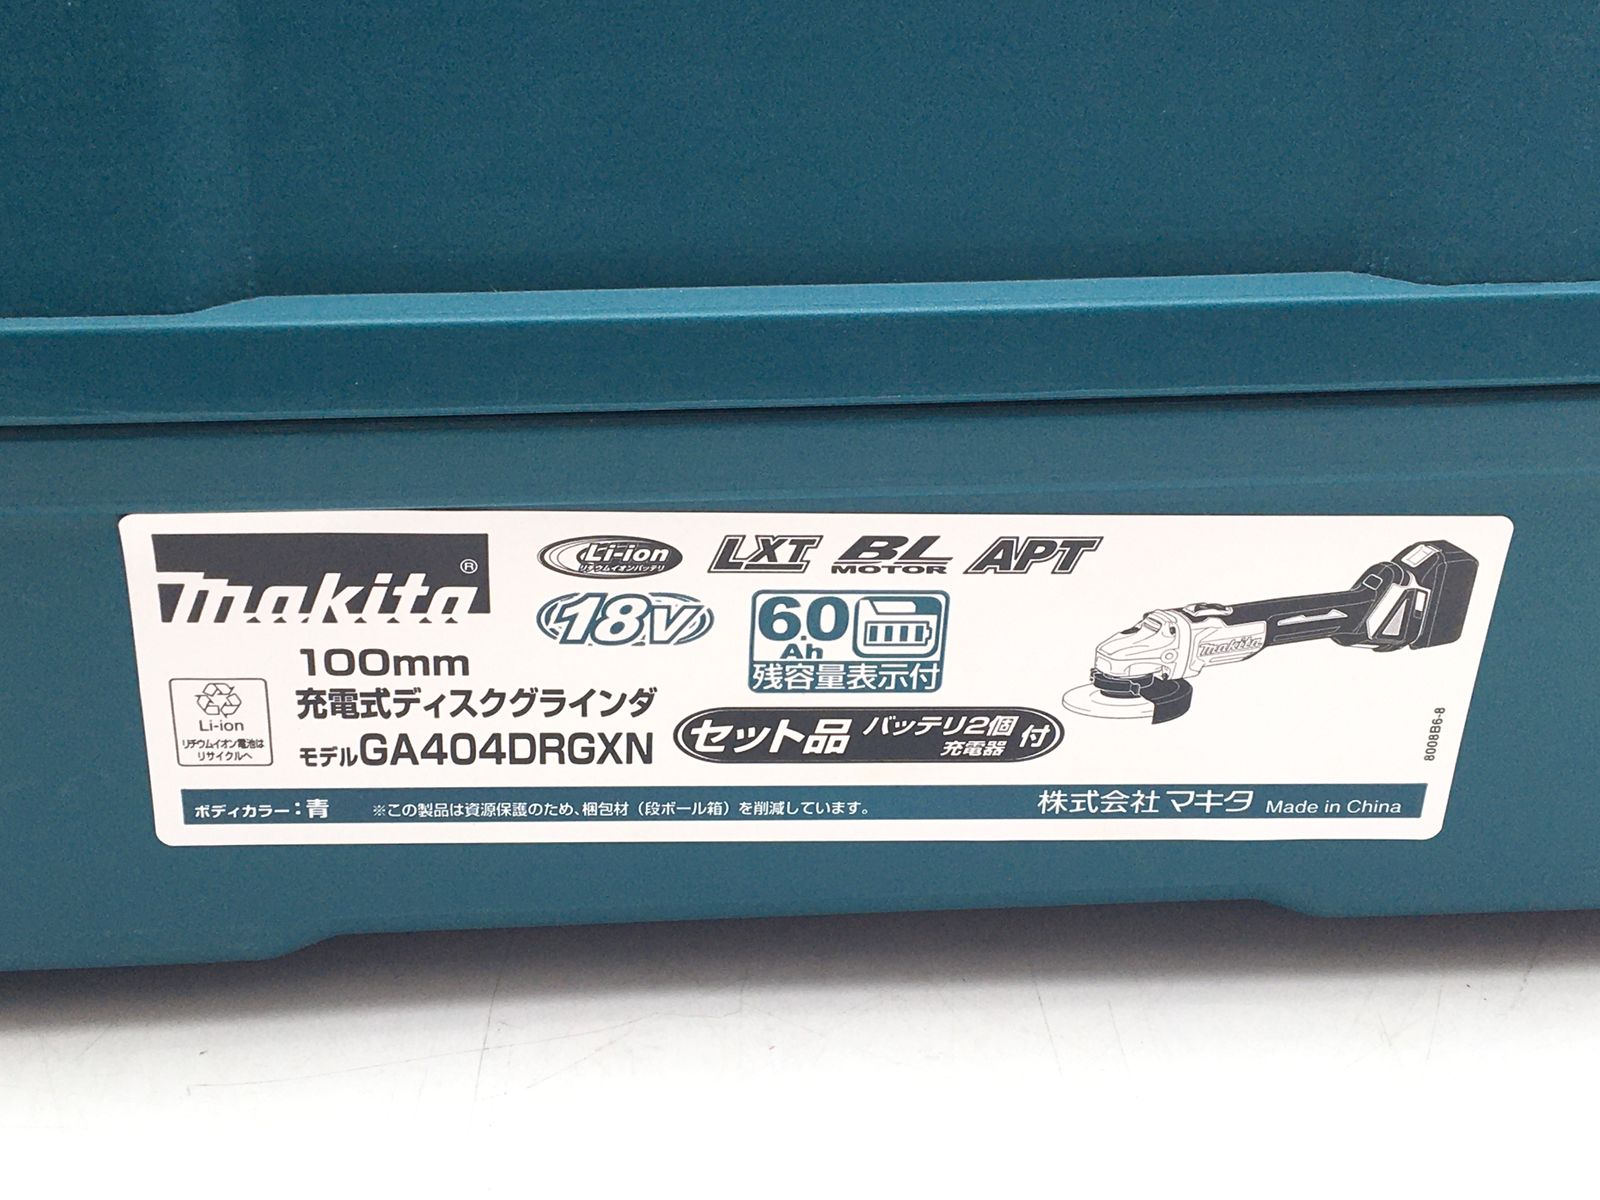 makita®
Li-ion
リチウムイオンバッテリ
LXT
BL
MOTOR
APT
18V
6.0
Ah
残容量表示付
100mm
充電式ディスクグラインダ
モデルGA404DRGXN
Li-ion
リチウムイオン電池は
リサイクルへ
セット品 バッテリ2個
充電器 付
makita
8008B6-8
ボディカラー：青 ※この製品は資源保護のため、梱包材（段ボール箱）を削減しています。 株式会社マキタ Made in China